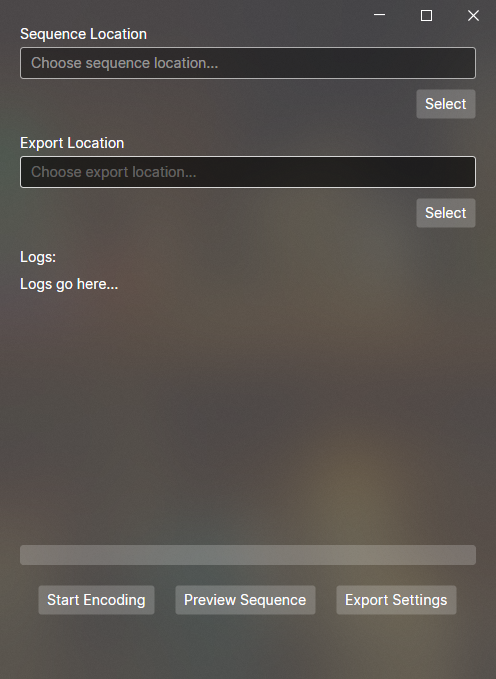 Sequence Location
Choose sequence location...
Select
Export Location
Choose export location...
Select
Logs:
Logs go here...
Start Encoding Preview Sequence Export Settings